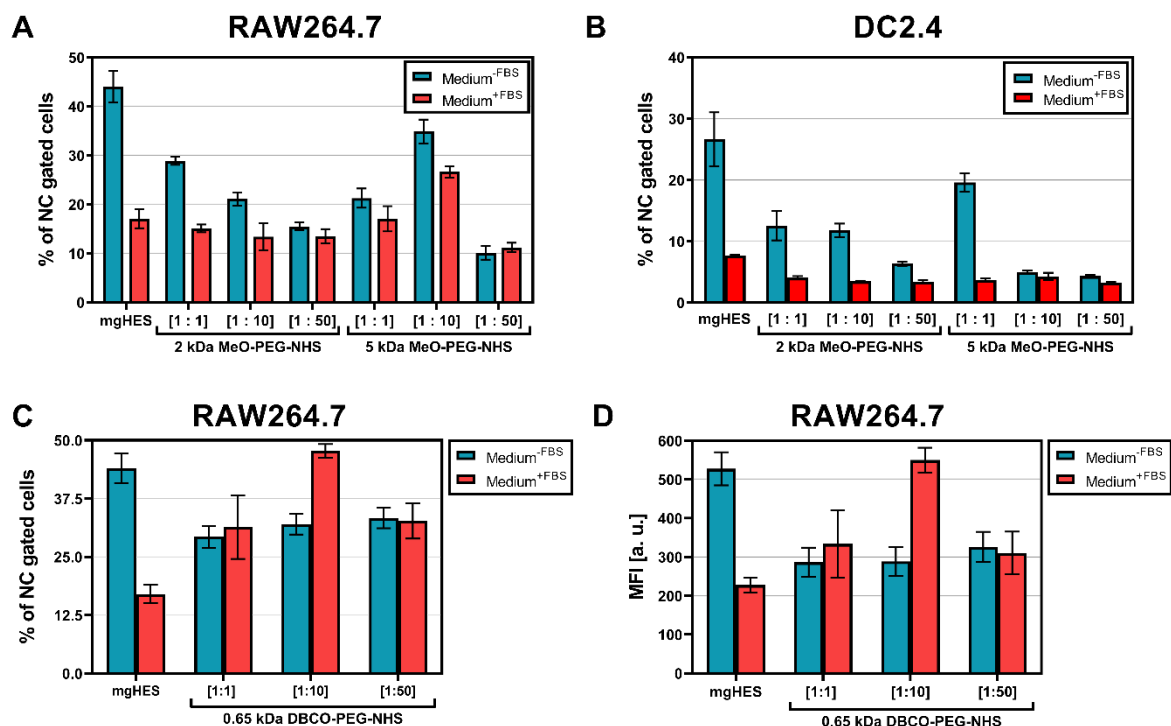 A
RAW264.7
% of NC gated cells
50
40
30
20
10
0
Medium-FBS
Medium+FBS
mgHES
[1 : 1]
[1 : 10]
[1 : 50]
[1 : 1]
[1 : 10]
[1 : 50]
2 kDa MeO-PEG-NHS
5 kDa MeO-PEG-NHS
B
DC2.4
% of NC gated cells
40
30
20
10
0
Medium-FBS
Medium+FBS
mgHES
[1 : 1]
[1 : 10]
[1 : 50]
[1 : 1]
[1 : 10]
[1 : 50]
2 kDa MeO-PEG-NHS
5 kDa MeO-PEG-NHS
C
RAW264.7
% of NC gated cells
50.0
37.5
25.0
12.5
0.0
Medium-FBS
Medium+FBS
mgHES
[1:1]
[1:10]
[1:50]
0.65 kDa DBCO-PEG-NHS
D
RAW264.7
MFI [a. u.]
600
500
400
300
200
100
0
Medium-FBS
Medium+FBS
mgHES
[1:1]
[1:10]
[1:50]
0.65 kDa DBCO-PEG-NHS